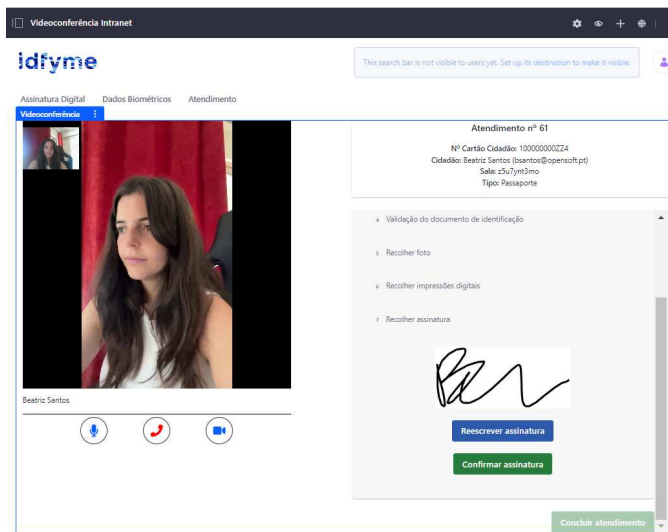 Videoconferência Intranet
idfyme
This search bar is not visible to users yet. Set up its destination to make it visible.
Assinatura Digital Dados Biométricos Atendimento
Videoconferência
Atendimento nº 61
Nº Cartão Cidadão: 100000000ZZ4
Cidadão: Beatriz Santos (bsantos@opensoft.pt)
Sala: z5u7ynt3mo
Tipo: Passaporte
4 Validação do documento de identificação
5 Recolher foto
6 Recolher impressões digitais
7 Recolher assinatura
Reescrever assinatura
Confirmar assinatura
Beatriz Santos
Concluir atendimento